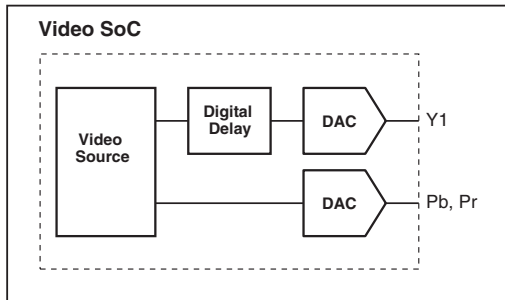 Video SoC
Video
Source
Digital
Delay
DAC
Y1
DAC
Pb, Pr